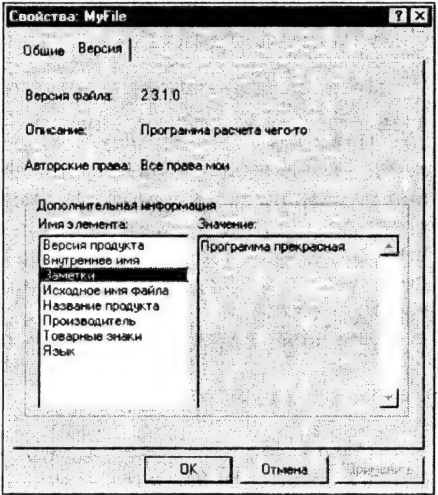 Свойства: MyFile
Общие Версия
Версия файла: 2.3.1.0
Описание: Программа расчета чего-то
Авторские права: Все права мои
Дополнительная информация
Имя элемента: Значение:
Версия продукта Программа прекрасная
Внутреннее имя
Заметки
Исходное имя файла
Название продукта
Производитель
Товарные знаки
Язык
OK Отмена Применить